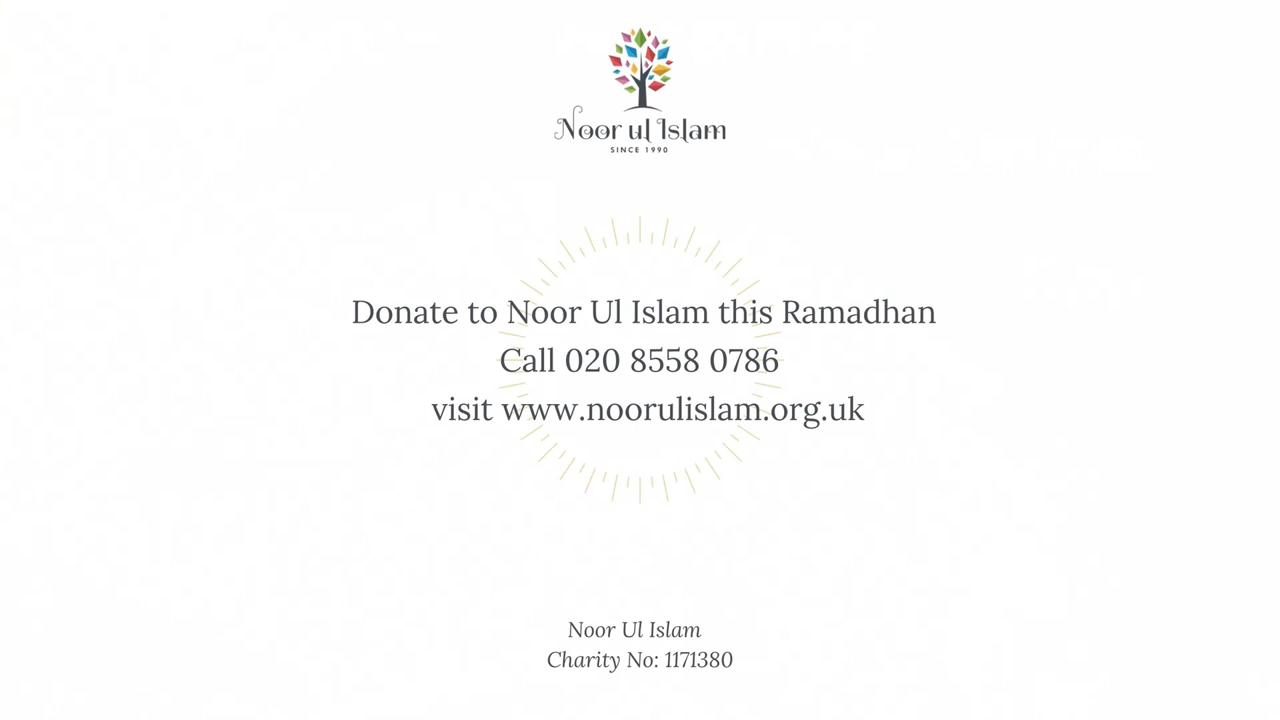 Noor ul Islam
SINCE 1990
Donate to Noor Ul Islam this Ramadhan
Call 020 8558 0786
visit www.noorulislam.org.uk
Noor Ul Islam
Charity No: 1171380